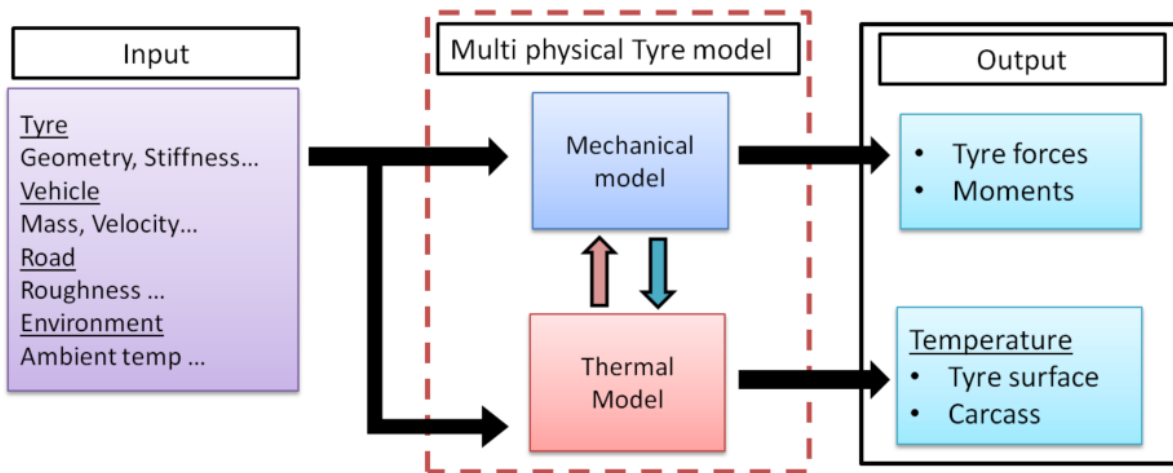 Input
Tyre
Geometry, Stiffness...
Vehicle
Mass, Velocity...
Road
Roughness ...
Environment
Ambient temp ...
Multi physical Tyre model
Mechanical
model
Thermal
Model
Output
• Tyre forces
• Moments
Temperature
• Tyre surface
• Carcass